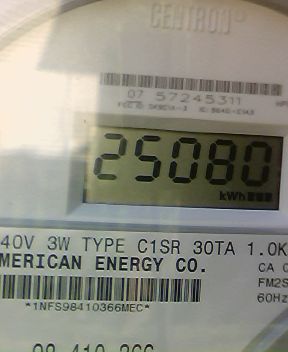 CENTRON®
07 57245311
25080
kWh
40V 3W TYPE C1SR 30TA 1.0K
MERICAN ENERGY CO.
CA 0
FM2S
60Hz
*1NFS98410366MEC*